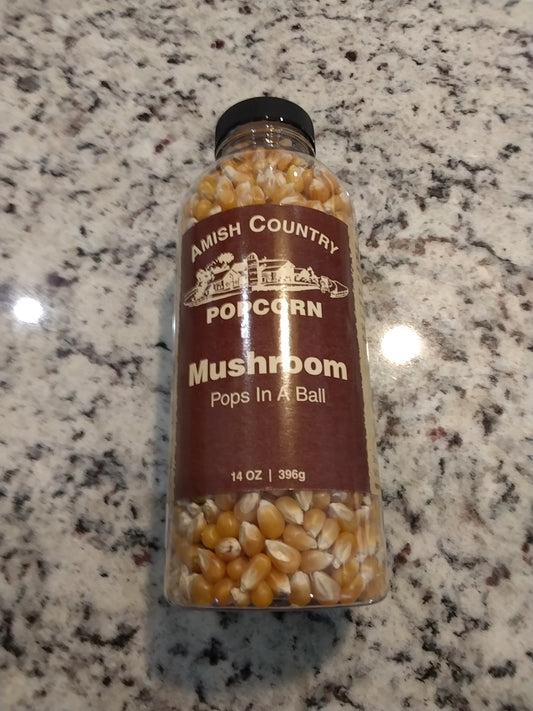 AMISH COUNTRY
POPCORN
Mushroom
Pops In A Ball
14 OZ | 396g